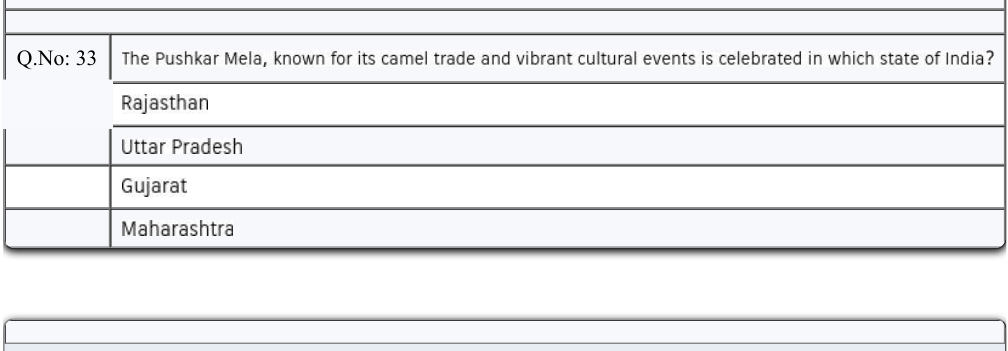 Q.No: 33 The Pushkar Mela, known for its camel trade and vibrant cultural events is celebrated in which state of India?
Rajasthan
Uttar Pradesh
Gujarat
Maharashtra